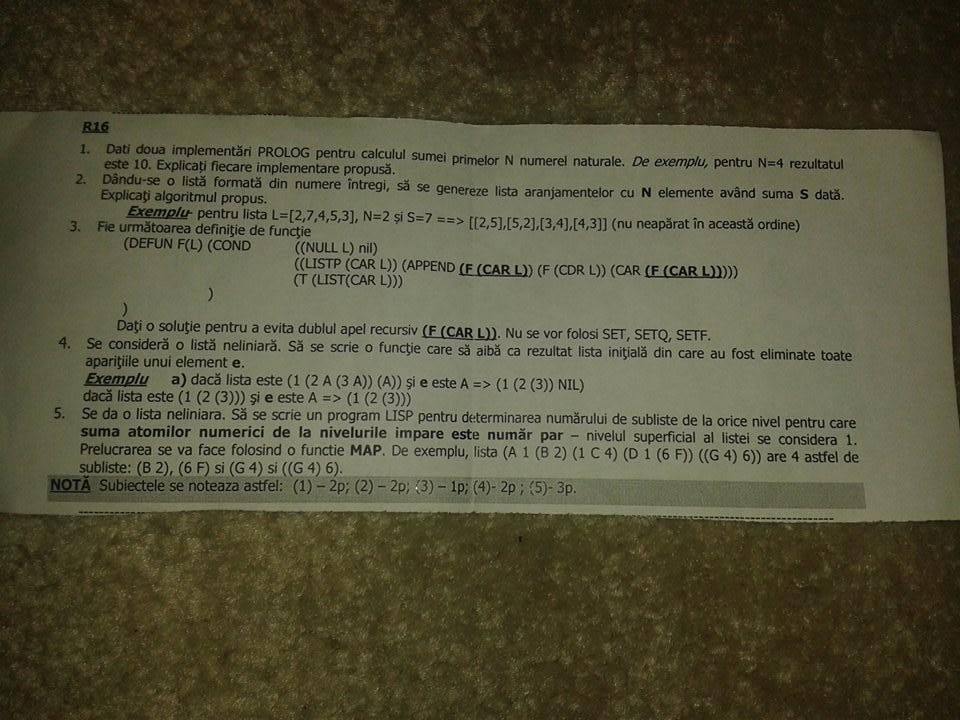 R16
1. Dati doua implementări PROLOG pentru calculul sumei primelor N numerel naturale. De exemplu, pentru N=4 rezultatul
este 10. Explicați fiecare implementare propusă.
2. Dându-se o listă formată din numere întregi, să se genereze lista aranjamentelor cu N elemente având suma S dată.
Explicaţi algoritmul propus.
Exemplu- pentru lista L=[2,7,4,5,3], N=2 și S=7 ==> [[2,5],[5,2],[3,4],[4,3]] (nu neapărat în această ordine)
3. Fie următoarea definiţie de funcţie
(DEFUN F(L) (COND ((NULL L) nil)
((LISTP (CAR L)) (APPEND (F (CAR L)) (F (CDR L)) (CAR (F (CAR L)))))
(T (LIST(CAR L)))
)
)
Daţi o soluţie pentru a evita dublul apel recursiv (F (CAR L)). Nu se vor folosi SET, SETQ, SETF.
4. Se consideră o listă neliniară. Să se scrie o funcţie care să aibă ca rezultat lista iniţială din care au fost eliminate toate
apariţiile unui element e.
Exemplu a) dacă lista este (1 (2 A (3 A)) (A)) şi e este A => (1 (2 (3)) NIL)
dacă lista este (1 (2 (3))) şi e este A => (1 (2 (3)))
5. Se da o lista neliniara. Să se scrie un program LISP pentru determinarea numărului de subliste de la orice nivel pentru care
suma atomilor numerici de la nivelurile impare este număr par – nivelul superficial al listei se considera 1.
Prelucrarea se va face folosind o functie MAP. De exemplu, lista (A 1 (B 2) (1 C 4) (D 1 (6 F)) ((G 4) 6)) are 4 astfel de
subliste: (B 2), (6 F) si (G 4) si ((G 4) 6).
NOTĂ Subiectele se noteaza astfel: (1) – 2p; (2) – 2p; (3) – 1p; (4)- 2p ; (5)- 3p.